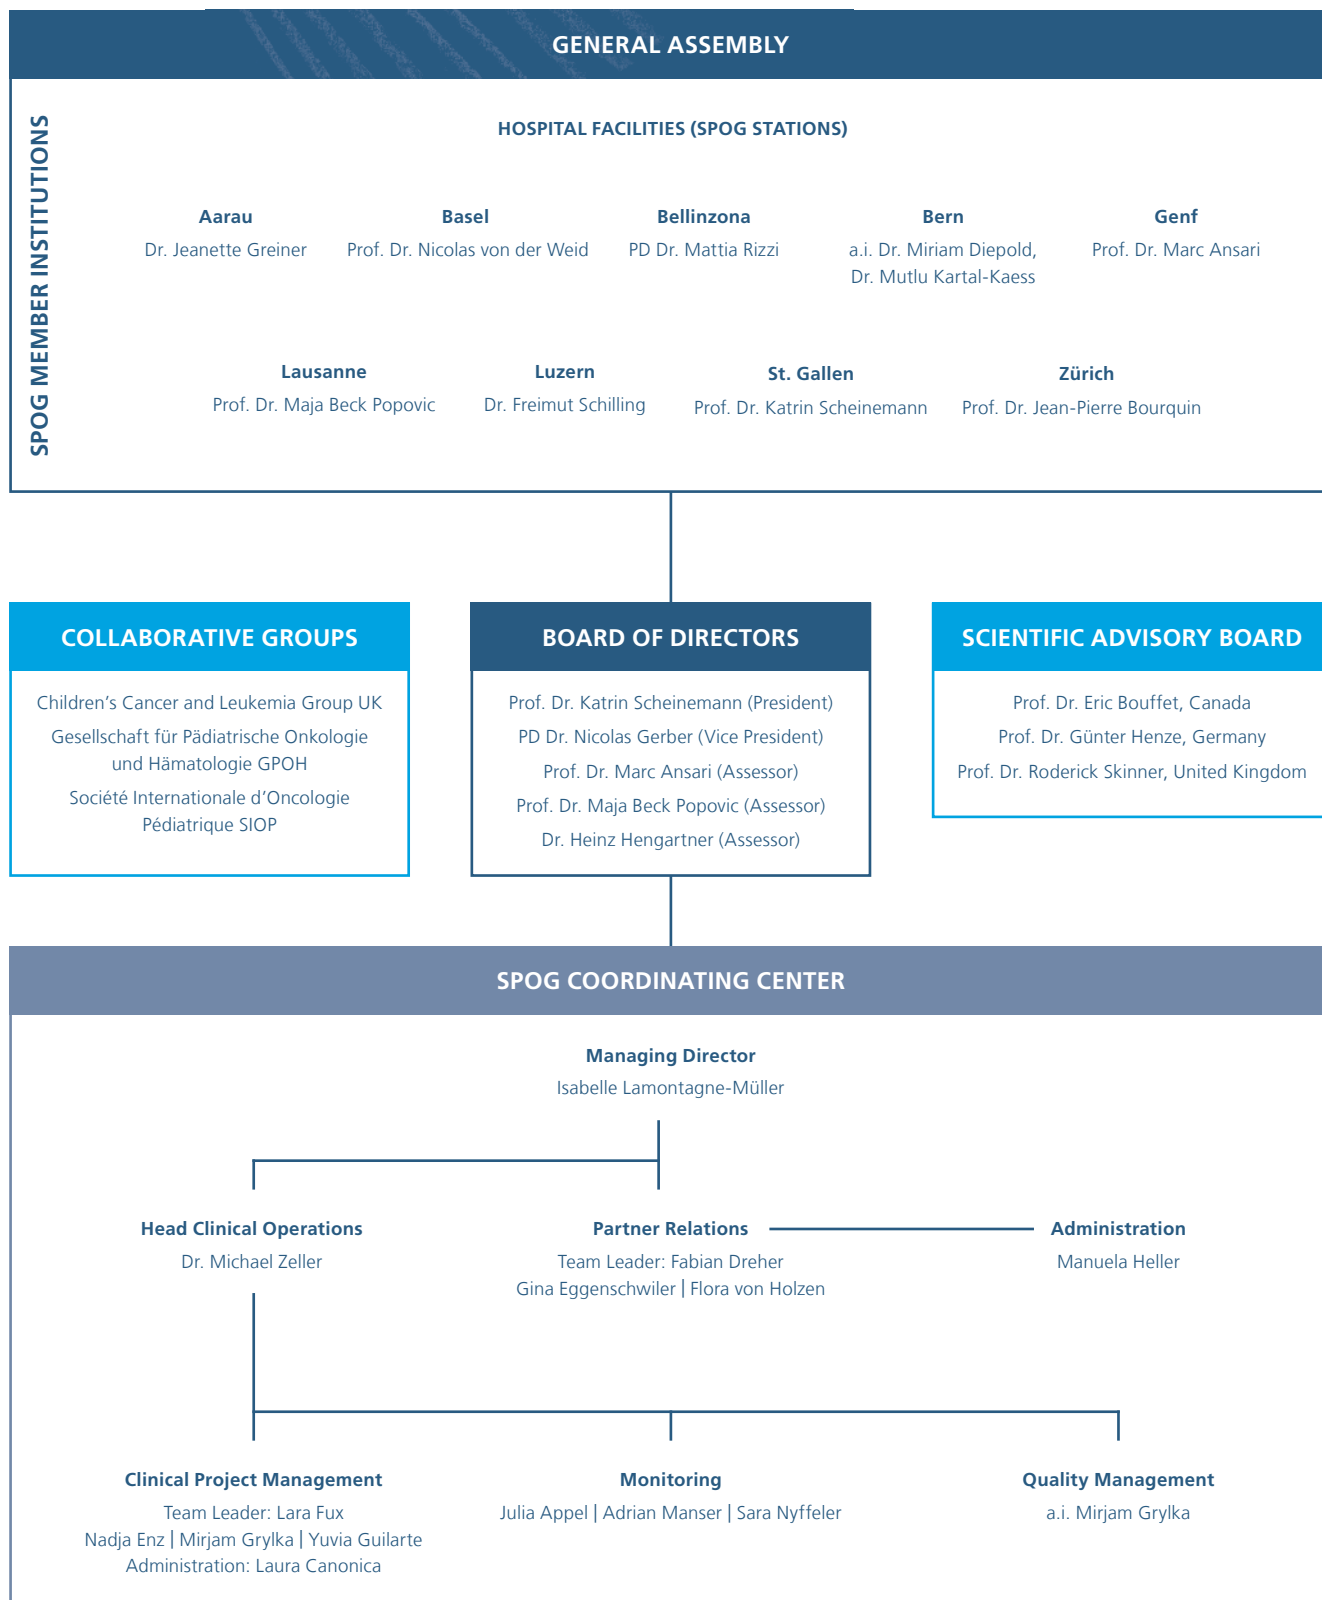 GENERAL ASSEMBLY
SPOG MEMBER INSTITUTIONS
HOSPITAL FACILITIES (SPOG STATIONS)
Aarau
Dr. Jeanette Greiner
Basel
Prof. Dr. Nicolas von der Weid
Bellinzona
PD Dr. Mattia Rizzi
Bern
a.i. Dr. Miriam Diepold,
Dr. Mutlu Kartal-Kaess
Genf
Prof. Dr. Marc Ansari
Lausanne
Prof. Dr. Maja Beck Popovic
Luzern
Dr. Freimut Schilling
St. Gallen
Prof. Dr. Katrin Scheinemann
Zürich
Prof. Dr. Jean-Pierre Bourquin
COLLABORATIVE GROUPS
Children’s Cancer and Leukemia Group UK
Gesellschaft für Pädiatrische Onkologie
und Hämatologie GPOH
Société Internationale d’Oncologie
Pédiatrique SIOP
BOARD OF DIRECTORS
Prof. Dr. Katrin Scheinemann (President)
PD Dr. Nicolas Gerber (Vice President)
Prof. Dr. Marc Ansari (Assessor)
Prof. Dr. Maja Beck Popovic (Assessor)
Dr. Heinz Hengartner (Assessor)
SCIENTIFIC ADVISORY BOARD
Prof. Dr. Eric Bouffet, Canada
Prof. Dr. Günter Henze, Germany
Prof. Dr. Roderick Skinner, United Kingdom
SPOG COORDINATING CENTER
Managing Director
Isabelle Lamontagne-Müller
Head Clinical Operations
Dr. Michael Zeller
Partner Relations
Team Leader: Fabian Dreher
Gina Eggenschwiler | Flora von Holzen
Administration
Manuela Heller
Clinical Project Management
Team Leader: Lara Fux
Nadja Enz | Mirjam Grylka | Yuvia Guilarte
Administration: Laura Canonica
Monitoring
Julia Appel | Adrian Manser | Sara Nyffeler
Quality Management
a.i. Mirjam Grylka